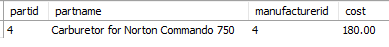 partid partname manufacturerid cost
4 Carburetor for Norton Commando 750 4 180.00